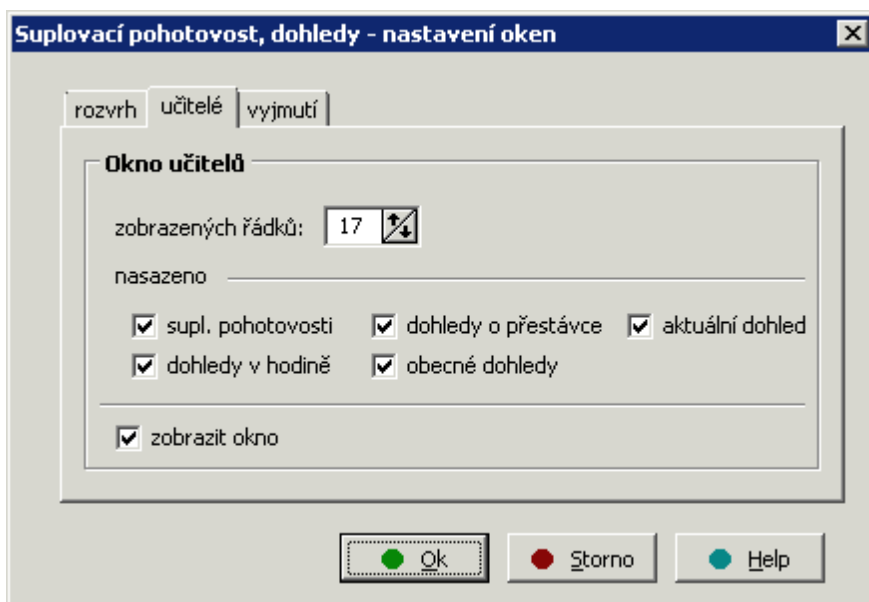 Suplovací pohotovost, dohledy - nastavení oken
rozvrh učitelé vyjmutí
Okno učitelů
zobrazených řádků: 17
nasazeno
supl. pohotovosti dohledy o přestávce aktuální dohled
dohledy v hodině obecné dohledy
zobrazit okno
Ok Storno Help